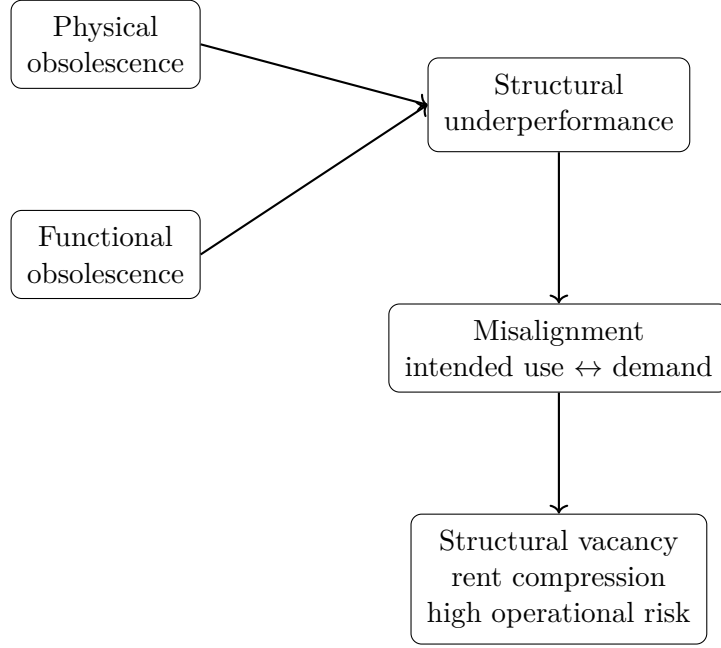 Physical
obsolescence
Structural
underperformance
Functional
obsolescence
Misalignment
intended use ↔ demand
Structural vacancy
rent compression
high operational risk